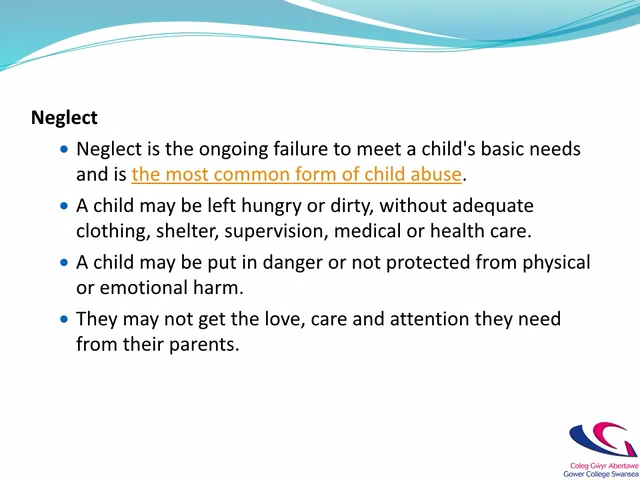 Neglect
Neglect is the ongoing failure to meet a child's basic needs
and is the most common form of child abuse.
A child may be left hungry or dirty, without adequate
clothing, shelter, supervision, medical or health care.
A child may be put in danger or not protected from physical
or emotional harm.
They may not get the love, care and attention they need
from their parents.
Coleg Gŵyr Abertawe
Gower College Swansea